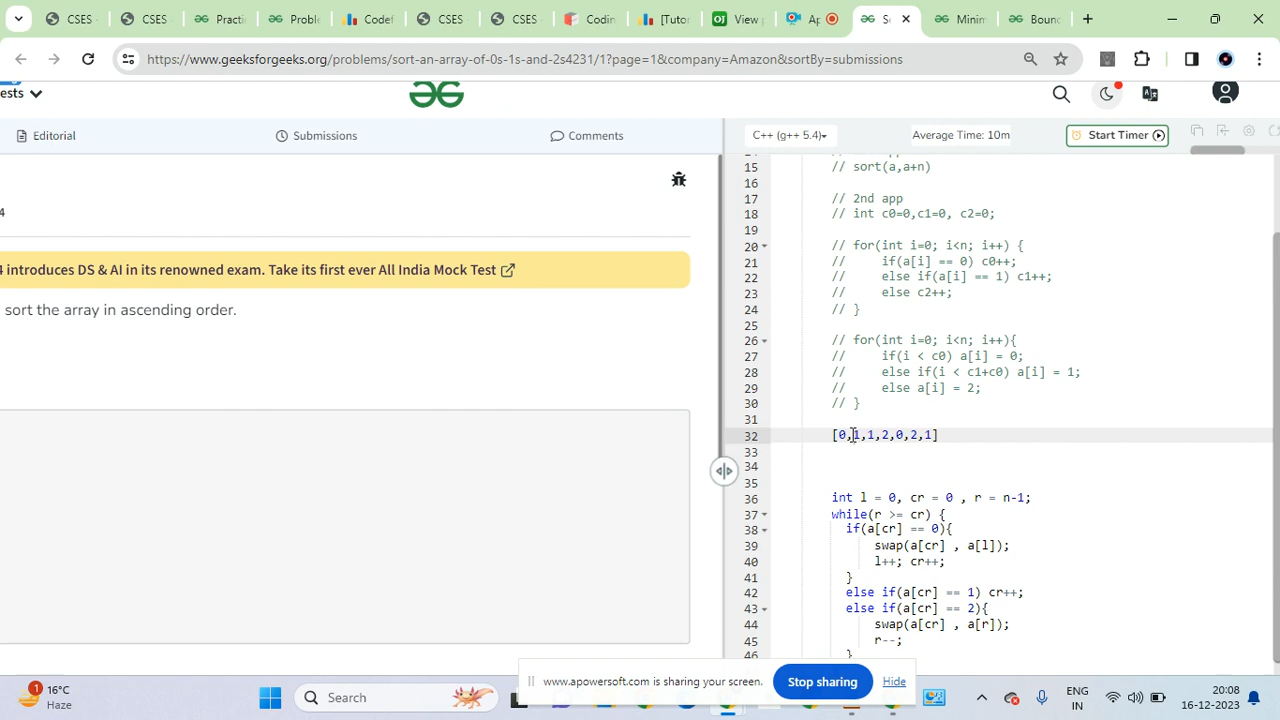 CSES
CSES
Practi
Proble
Codef
CSES
CSES
Codin
[Tutor
View p
Ap
So
Minim
Boun
https://www.geeksforgeeks.org/problems/sort-an-array-of-0s-1s-and-2s4231/1?page=1&company=Amazon&sortBy=submissions
ests
Editorial
Submissions
Comments
C++ (g++ 5.4)
Average Time: 10m
Start Timer
4
4 introduces DS & AI in its renowned exam. Take its first ever All India Mock Test
sort the array in ascending order.
15 // sort(a,a+n)
16
17 // 2nd app
18 // int c0=0,c1=0, c2=0;
19
20 // for(int i=0; i<n; i++) {
21 // if(a[i] == 0) c0++;
22 // else if(a[i] == 1) c1++;
23 // else c2++;
24 // }
25
26 // for(int i=0; i<n; i++){
27 // if(i < c0) a[i] = 0;
28 // else if(i < c1+c0) a[i] = 1;
29 // else a[i] = 2;
30 // }
31
32 [0,1,1,2,0,2,1]
33
34
35
36 int l = 0, cr = 0 , r = n-1;
37 while(r >= cr) {
38 if(a[cr] == 0){
39 swap(a[cr] , a[l]);
40 l++; cr++;
41 }
42 else if(a[cr] == 1) cr++;
43 else if(a[cr] == 2){
44 swap(a[cr] , a[r]);
45 r--;
46 }
www.apowersoft.com is sharing your screen.
Stop sharing
Hide
1
16°C
Haze
Search
ENG
IN
20:08
16-12-2023